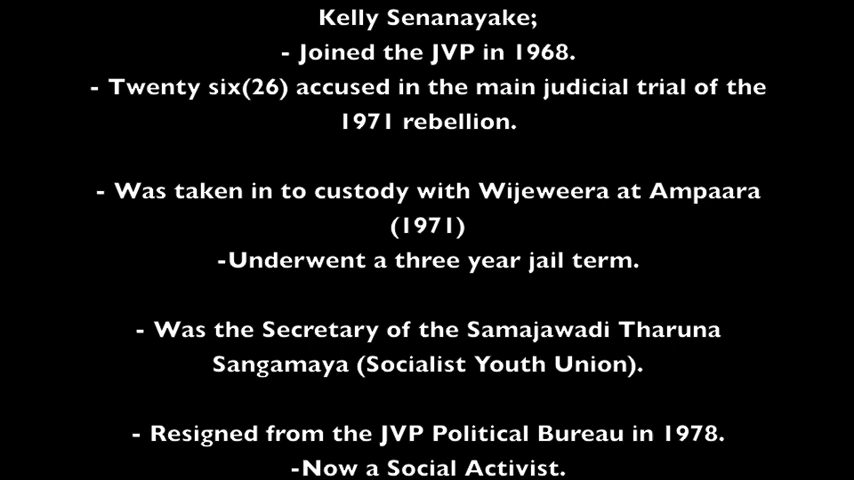 Kelly Senanayake;
- Joined the JVP in 1968.
- Twenty six(26) accused in the main judicial trial of the
1971 rebellion.
- Was taken in to custody with Wijeweera at Ampaara
(1971)
-Underwent a three year jail term.
- Was the Secretary of the Samajawadi Tharuna
Sangamaya (Socialist Youth Union).
- Resigned from the JVP Political Bureau in 1978.
-Now a Social Activist.